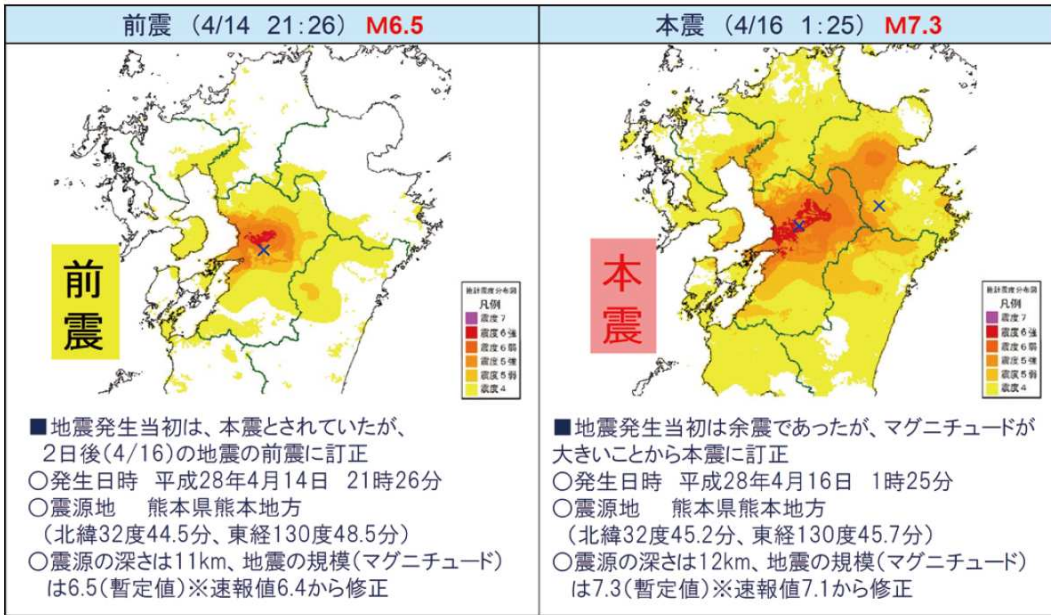 前震 (4/14 21:26) M6.5
前震
推計震度分布図
凡例
震度7
震度6強
震度6弱
震度5強
震度5弱
震度4
■地震発生当初は、本震とされていたが、
2日後(4/16)の地震の前震に訂正
○発生日時 平成28年4月14日 21時26分
○震源地 熊本県熊本地方
(北緯32度44.5分、東経130度48.5分)
○震源の深さは11km、地震の規模(マグニチュード)
は6.5(暫定値)※速報値6.4から修正
本震 (4/16 1:25) M7.3
本震
推計震度分布図
凡例
震度7
震度6強
震度6弱
震度5強
震度5弱
震度4
■地震発生当初は余震であったが、マグニチュードが
大きいことから本震に訂正
○発生日時 平成28年4月16日 1時25分
○震源地 熊本県熊本地方
(北緯32度45.2分、東経130度45.7分)
○震源の深さは12km、地震の規模(マグニチュード)
は7.3(暫定値)※速報値7.1から修正